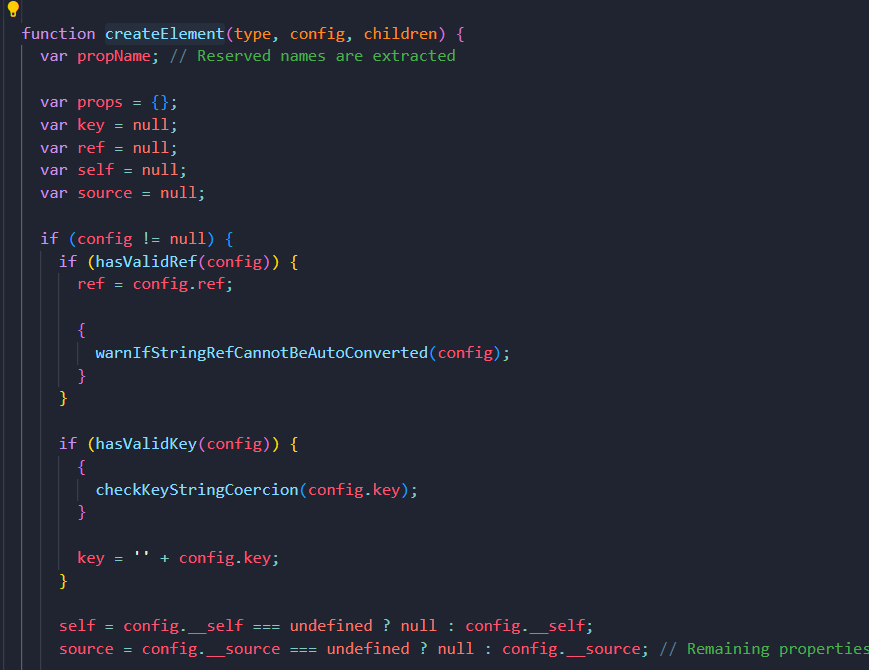 function createElement(type, config, children) {
var propName; // Reserved names are extracted
var props = {};
var key = null;
var ref = null;
var self = null;
var source = null;
if (config != null) {
if (hasValidRef(config)) {
ref = config.ref;
{
warnIfStringRefCannotBeAutoConverted(config);
}
}
if (hasValidKey(config)) {
{
checkKeyStringCoercion(config.key);
}
key = '' + config.key;
}
self = config.__self === undefined ? null : config.__self;
source = config.__source === undefined ? null : config.__source; // Remaining properties